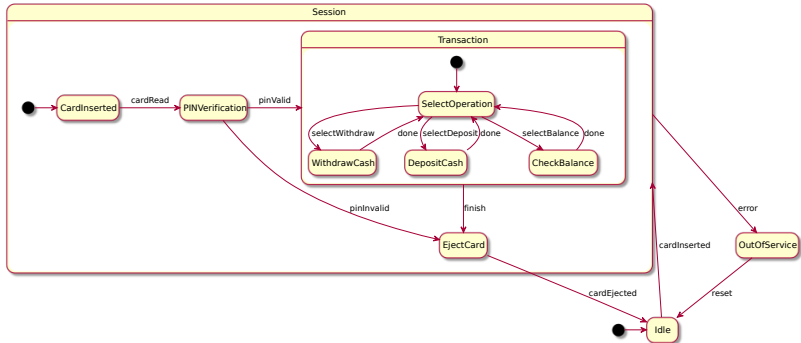 Session
Transaction
SelectOperation
CardInserted
cardRead
PINVerification
pinValid
selectWithdraw
done
selectDeposit
done
selectBalance
done
WithdrawCash
DepositCash
CheckBalance
pinInvalid
finish
error
EjectCard
cardInserted
OutOfService
cardEjected
reset
Idle